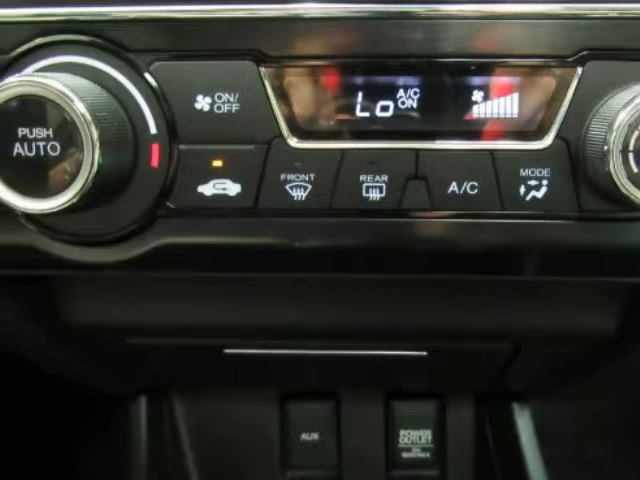 PUSH
AUTO
ON/
OFF
Lo
A/C
ON
FRONT
REAR
A/C
MODE
AUX
POWER
OUTLET